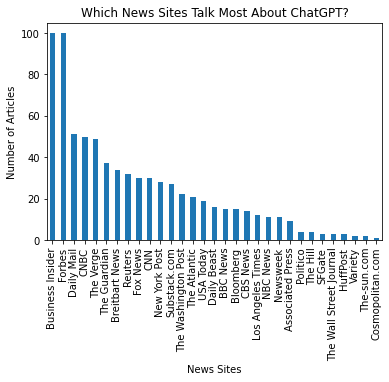 Which News Sites Talk Most About ChatGPT?
Number of Articles
100
80
60
40
20
0
Business Insider
Forbes
Daily Mail
CNBC
The Verge
The Guardian
Breitbart News
Reuters
Fox News
CNN
New York Post
Substack.com
The Washington Post
The Atlantic
USA Today
Daily Beast
BBC News
Bloomberg
CBS News
Los Angeles Times
NBC News
Newsweek
Associated Press
Politico
The Hill
SFGate
The Wall Street Journal
HuffPost
Variety
The-sun.com
Cosmopolitan.com
News Sites